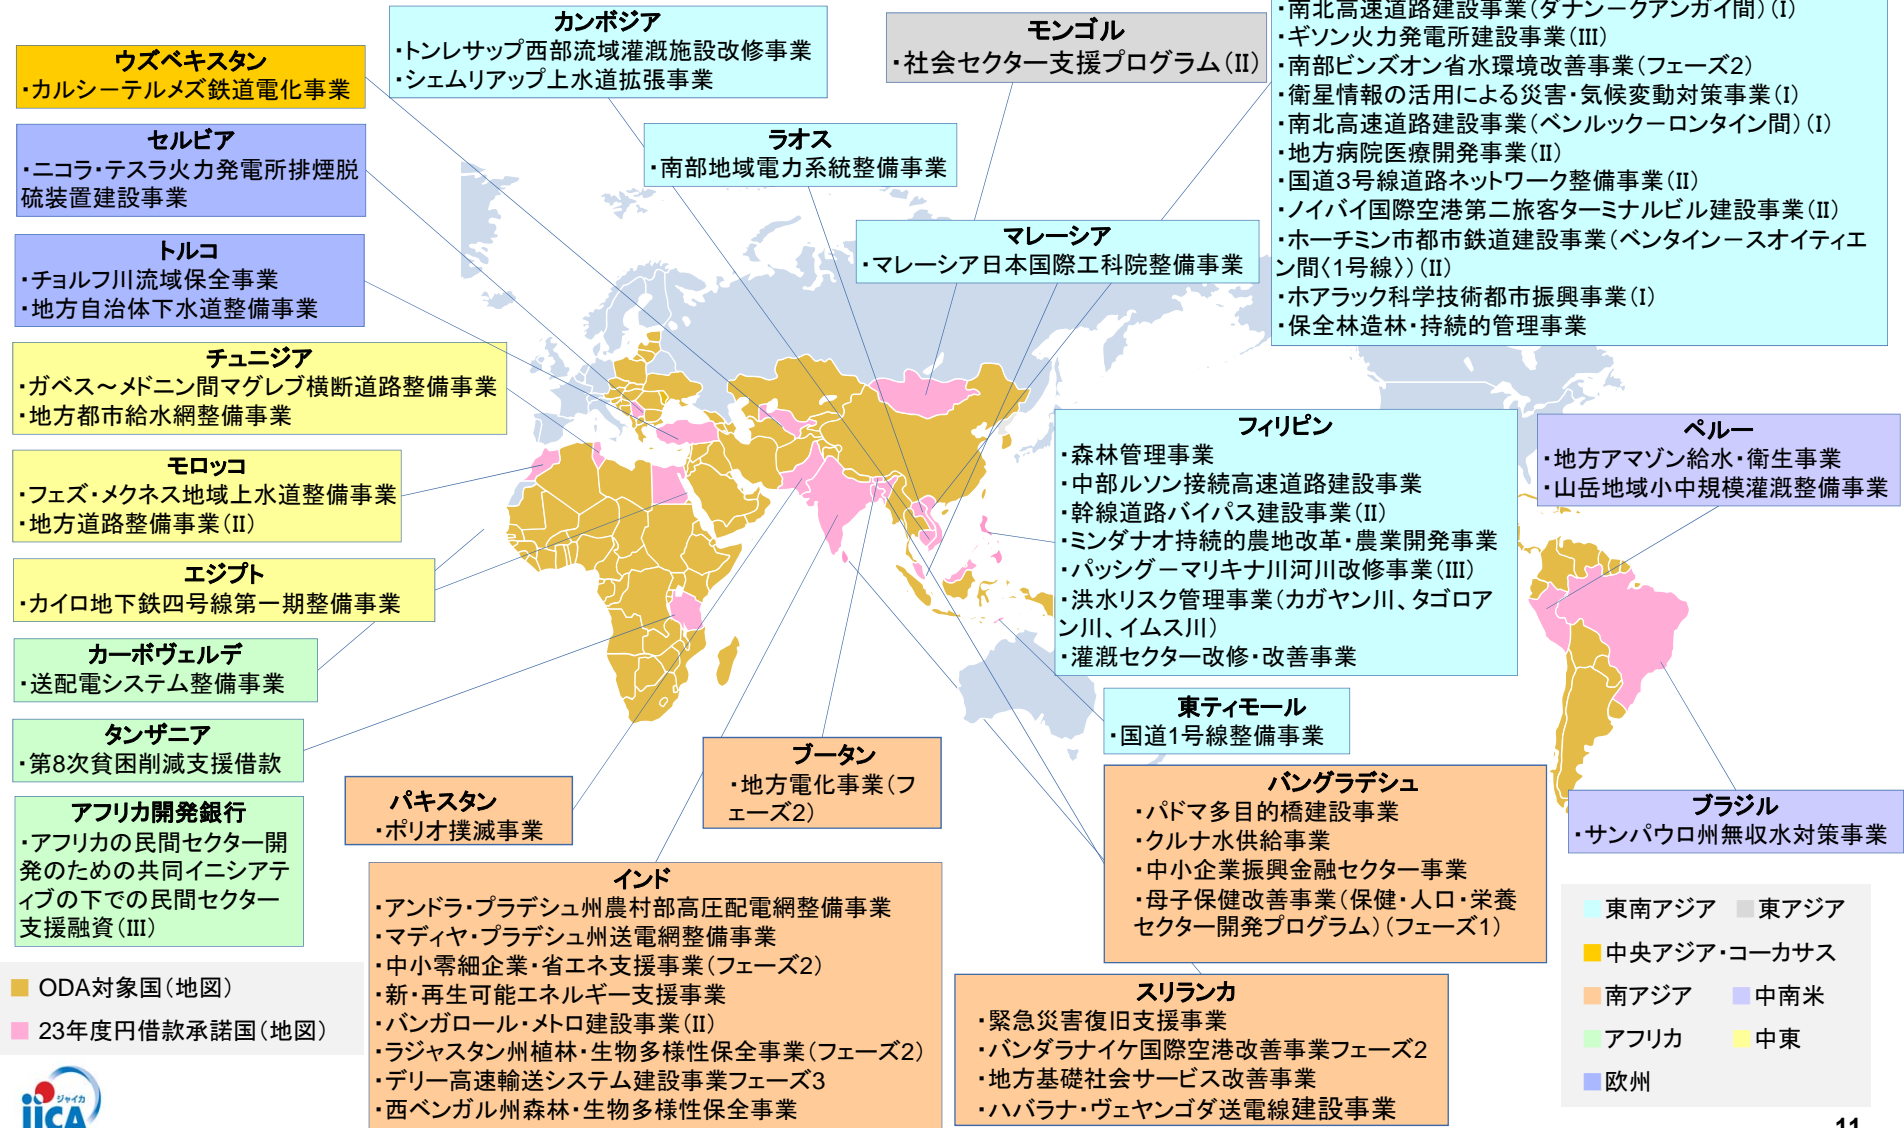 カンボジア
・トンレサップ西部流域灌漑施設改修事業
・シェムリアップ上水道拡張事業
モンゴル
・社会セクター支援プログラム(II)
・南北高速道路建設事業(ダナン－クアンガイ間)(I)
・ギソン火力発電所建設事業(III)
・南部ビンズオン省水環境改善事業(フェーズ2)
・衛星情報の活用による災害・気候変動対策事業(I)
・南北高速道路建設事業(ベンルックーロンタイン間)(I)
・地方病院医療開発事業(II)
・国道3号線道路ネットワーク整備事業(II)
・ノイバイ国際空港第二旅客ターミナルビル建設事業(II)
・ホーチミン市都市鉄道建設事業(ベンタイン－スオイティエ
ン間〈1号線〉)(II)
・ホアラック科学技術都市振興事業(I)
・保全林造林・持続的管理事業
ウズベキスタン
・カルシーテルメズ鉄道電化事業
セルビア
・ニコラ・テスラ火力発電所排煙脱
硫装置建設事業
ラオス
・南部地域電力系統整備事業
トルコ
・チョルフ川流域保全事業
・地方自治体下水道整備事業
マレーシア
・マレーシア日本国際工科院整備事業
チュニジア
・ガベス～メドニン間マグレブ横断道路整備事業
・地方都市給水網整備事業
モロッコ
・フェズ・メクネス地域上水道整備事業
・地方道路整備事業(II)
エジプト
・カイロ地下鉄四号線第一期整備事業
カーボヴェルデ
・送配電システム整備事業
タンザニア
・第8次貧困削減支援借款
アフリカ開発銀行
・アフリカの民間セクター開
発のための共同イニシアテ
ィブの下での民間セクター
支援融資(III)
フィリピン
・森林管理事業
・中部ルソン接続高速道路建設事業
・幹線道路バイパス建設事業(II)
・ミンダナオ持続的農地改革・農業開発事業
・パッシグーマリキナ川河川改修事業(III)
・洪水リスク管理事業(カガヤン川、タゴロア
ン川、イムス川)
・灌漑セクター改修・改善事業
ペルー
・地方アマゾン給水・衛生事業
・山岳地域小中規模灌漑整備事業
東ティモール
・国道1号線整備事業
ブータン
・地方電化事業(フ
ェーズ2)
パキスタン
・ポリオ撲滅事業
バングラデシュ
・パドマ多目的橋建設事業
・クルナ水供給事業
・中小企業振興金融セクター事業
・母子保健改善事業(保健・人口・栄養
セクター開発プログラム)(フェーズ1)
ブラジル
・サンパウロ州無収水対策事業
インド
・アンドラ・プラデシュ州農村部高圧配電網整備事業
・マディヤ・プラデシュ州送電網整備事業
・中小零細企業・省エネ支援事業(フェーズ2)
・新・再生可能エネルギー支援事業
・バンガロール・メトロ建設事業(II)
・ラジャスタン州植林・生物多様性保全事業(フェーズ2)
・デリー高速輸送システム建設事業フェーズ3
・西ベンガル州森林・生物多様性保全事業
スリランカ
・緊急災害復旧支援事業
・バンダラナイケ国際空港改善事業フェーズ2
・地方基礎社会サービス改善事業
・ハバラナ・ヴェヤンゴダ送電線建設事業
ODA対象国(地図)
23年度円借款承諾国(地図)
東南アジア 東アジア
中央アジア・コーカサス
南アジア 中南米
アフリカ 中東
欧州
ジャイカ
jica
11